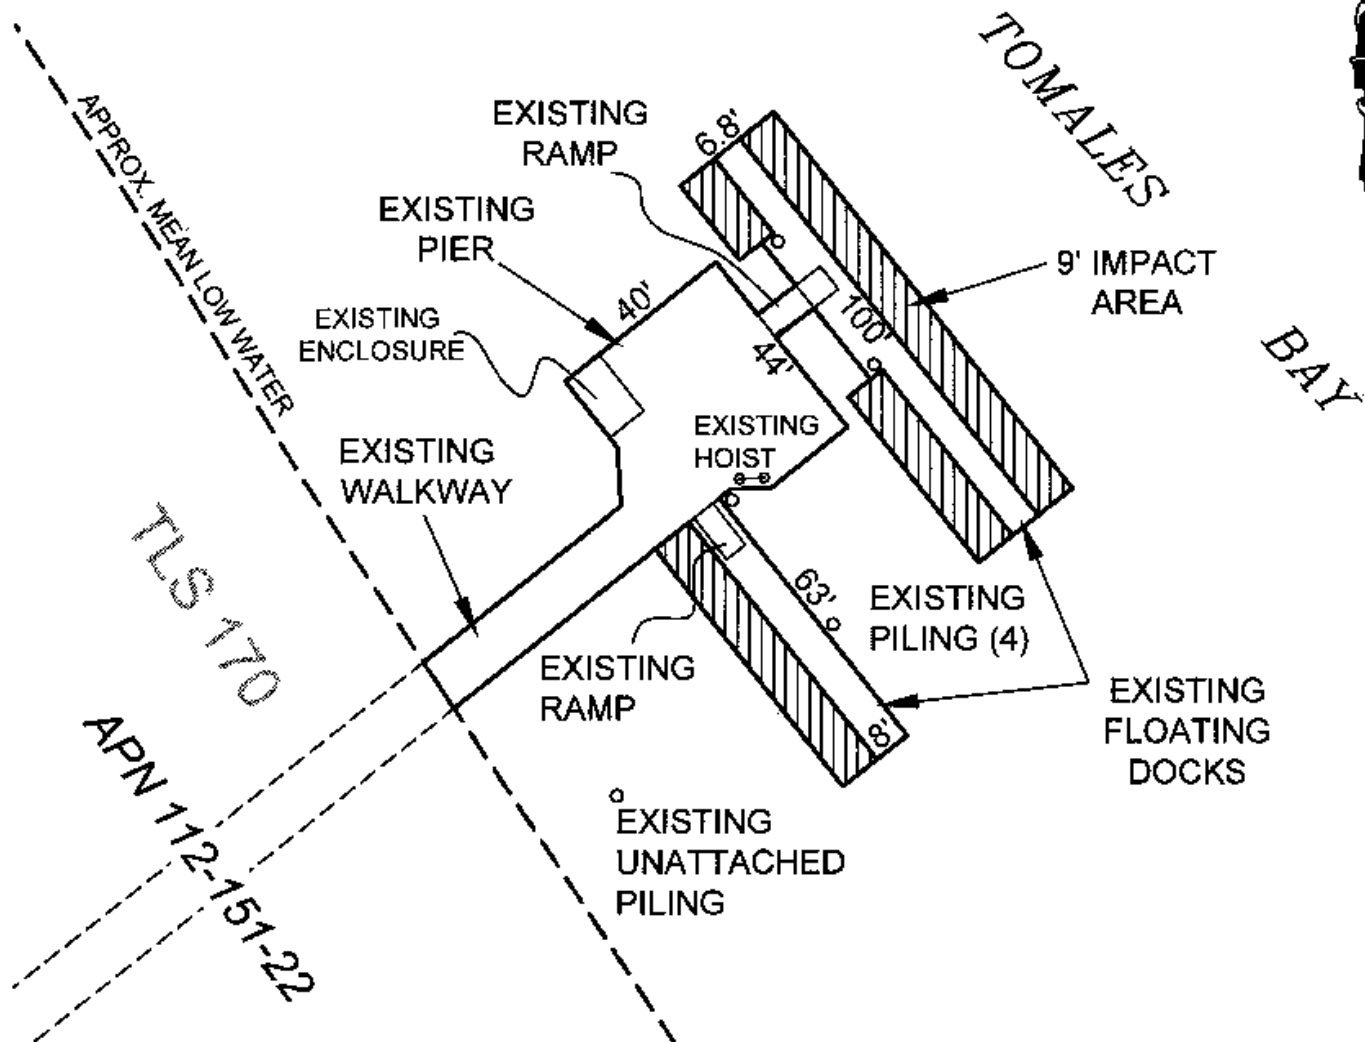 TOMALES
BAY
APPROX. MEAN LOW WATER
EXISTING
RAMP
6.8'
EXISTING
PIER
40'
EXISTING
ENCLOSURE
9' IMPACT
AREA
100'
44'
EXISTING
HOIST
EXISTING
WALKWAY
TLS 170
63'
EXISTING
PILING (4)
EXISTING
RAMP
8'
EXISTING
FLOATING
DOCKS
APN 112-151-22
EXISTING
UNATTACHED
PILING